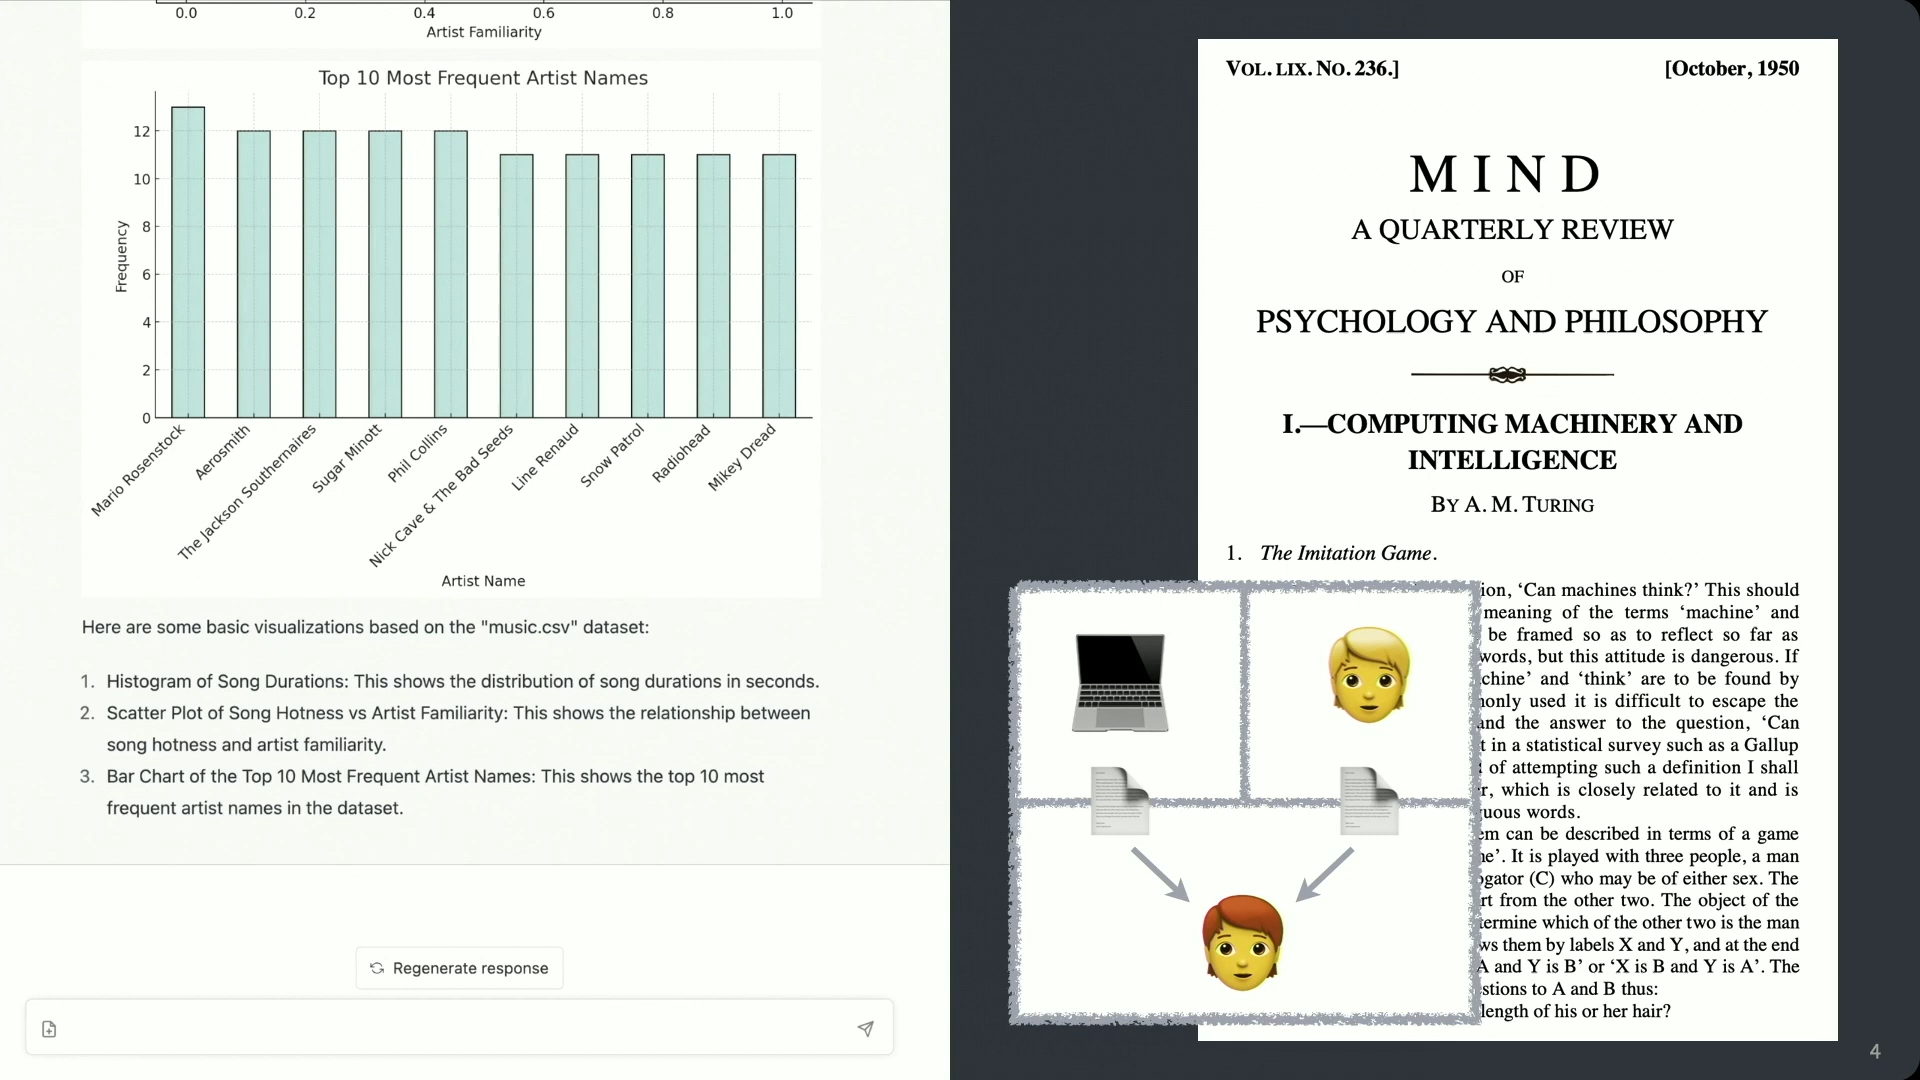 0.0 0.2 0.4 0.6 0.8 1.0
Artist Familiarity
Top 10 Most Frequent Artist Names
Frequency
12
10
8
6
4
2
0
Mario Rosenstock
Aerosmith
The Jackson Southernaires
Sugar Minott
Phil Collins
Nick Cave & The Bad Seeds
Line Renaud
Snow Patrol
Radiohead
Mikey Dread
Artist Name
Here are some basic visualizations based on the "music.csv" dataset:
1. Histogram of Song Durations: This shows the distribution of song durations in seconds.
2. Scatter Plot of Song Hotness vs Artist Familiarity: This shows the relationship between
song hotness and artist familiarity.
3. Bar Chart of the Top 10 Most Frequent Artist Names: This shows the top 10 most
frequent artist names in the dataset.
Regenerate response
VOL. LIX. NO. 236.] [October, 1950
MIND
A QUARTERLY REVIEW
OF
PSYCHOLOGY AND PHILOSOPHY
I.—COMPUTING MACHINERY AND
INTELLIGENCE
BY A. M. TURING
1. The Imitation Game.
‘Can machines think?’ This should
meaning of the terms ‘machine’ and
be framed so as to reflect so far as
words, but this attitude is dangerous. If
and ‘think’ are to be found by
used it is difficult to escape the
and the answer to the question, ‘Can
in a statistical survey such as a Gallup
of attempting such a definition I shall
which is closely related to it and is
words.
can be described in terms of a game
It is played with three people, a man
(C) who may be of either sex. The
from the other two. The object of the
which of the other two is the man
them by labels X and Y, and at the end
A and Y is B’ or ‘X is B and Y is A’. The
to A and B thus:
length of his or her hair?
4